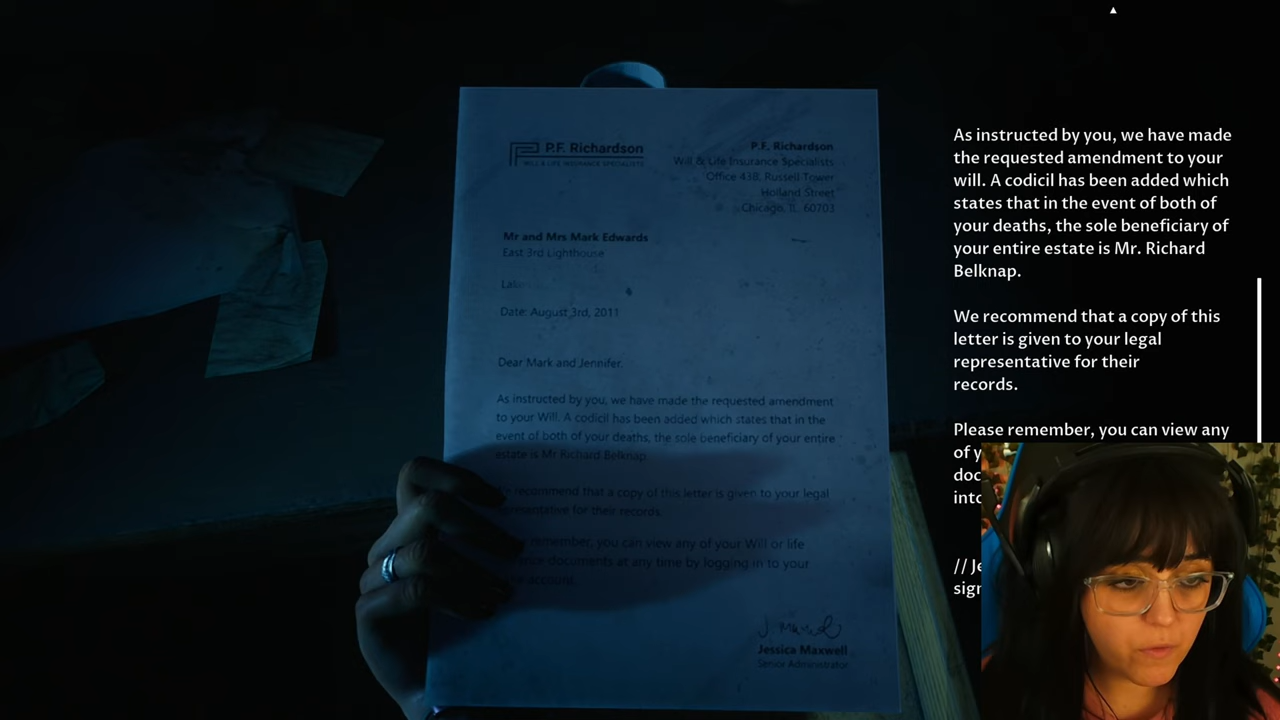 P.F. Richardson
WILL & LIFE INSURANCE SPECIALISTS
P.F. Richardson
Will & Life Insurance Specialists
Office 43B, Russell Tower
Holland Street
Chicago, IL 60703
Mr and Mrs Mark Edwards
East 3rd Lighthouse
Date: August 3rd, 2011
Dear Mark and Jennifer.
As instructed by you, we have made the requested amendment
to your Will. A codicil has been added which states that in the
event of both of your deaths, the sole beneficiary of your entire
estate is Mr Richard Belknap.
recommend that a copy of this letter is given to your legal
for their records.
remember, you can view any of your Will or life
documents at any time by logging in to your
account.
Jessica Maxwell
Senior Administrator
As instructed by you, we have made
the requested amendment to your
will. A codicil has been added which
states that in the event of both of
your deaths, the sole beneficiary of
your entire estate is Mr. Richard
Belknap.
We recommend that a copy of this
letter is given to your legal
representative for their
records.
Please remember, you can view any
//